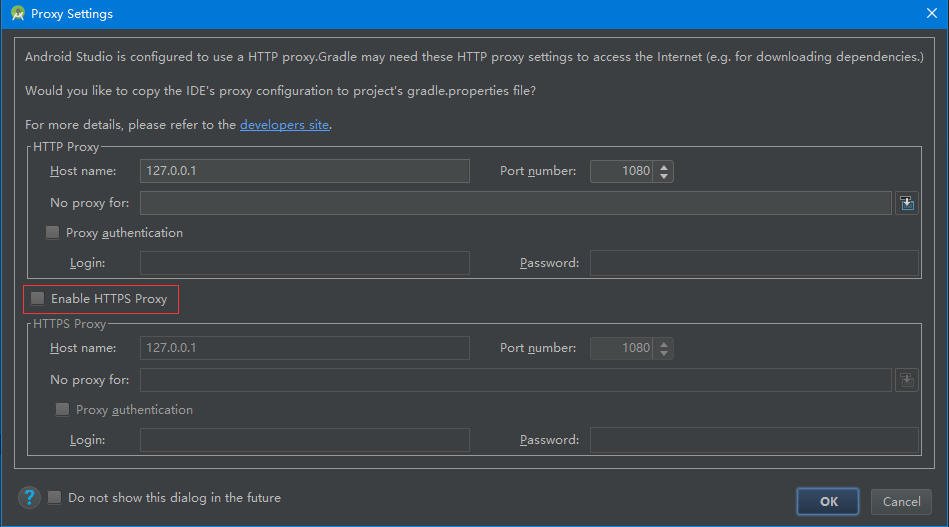 Proxy Settings
Android Studio is configured to use a HTTP proxy.Gradle may need these HTTP proxy settings to access the Internet (e.g. for downloading dependencies.)
Would you like to copy the IDE's proxy configuration to project's gradle.properties file?
For more details, please refer to the developers site.
HTTP Proxy
Host name: 127.0.0.1 Port number: 1080
No proxy for:
Proxy authentication
Login: Password:
Enable HTTPS Proxy
HTTPS Proxy
Host name: 127.0.0.1 Port number: 1080
No proxy for:
Proxy authentication
Login: Password:
? Do not show this dialog in the future OK Cancel